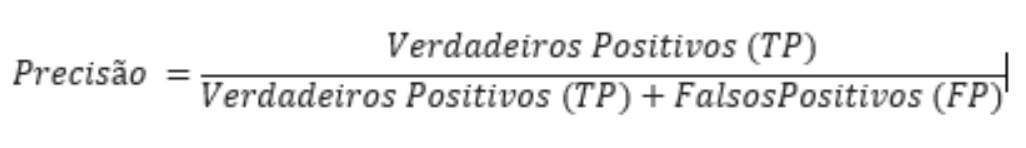 Verdadeiros Positivos (TP)
Precisão =
Verdadeiros Positivos (TP) + FalsosPositivos (FP)